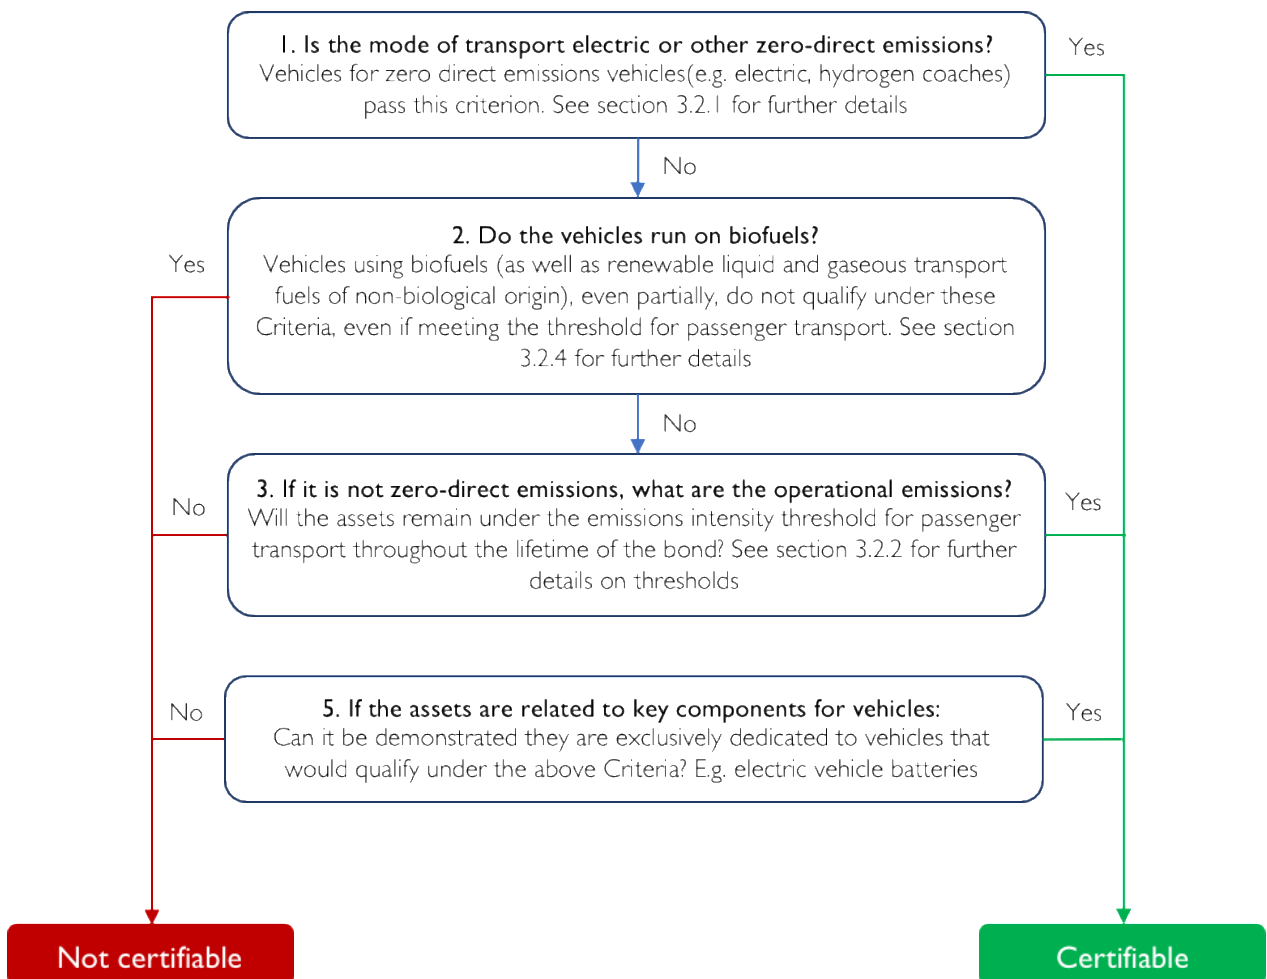 1. Is the mode of transport electric or other zero-direct emissions?
Vehicles for zero direct emissions vehicles(e.g. electric, hydrogen coaches)
pass this criterion. See section 3.2.1 for further details
Yes
No
2. Do the vehicles run on biofuels?
Vehicles using biofuels (as well as renewable liquid and gaseous transport
fuels of non-biological origin), even partially, do not qualify under these
Criteria, even if meeting the threshold for passenger transport. See section
3.2.4 for further details
Yes
No
3. If it is not zero-direct emissions, what are the operational emissions?
Will the assets remain under the emissions intensity threshold for passenger
transport throughout the lifetime of the bond? See section 3.2.2 for further
details on thresholds
No
Yes
5. If the assets are related to key components for vehicles:
Can it be demonstrated they are exclusively dedicated to vehicles that
would qualify under the above Criteria? E.g. electric vehicle batteries
No
Yes
Not certifiable
Certifiable